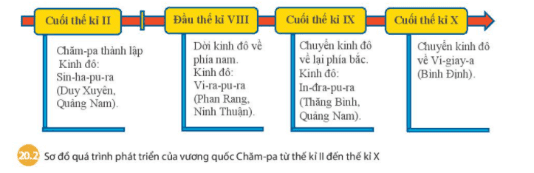 Cuối thế kỉ II
Chăm-pa thành lập
Kinh đô:
Sin-ha-pu-ra
(Duy Xuyên,
Quảng Nam).
Đầu thế kỉ VIII
Dời kinh đô về
phía nam.
Kinh đô:
Vi-ra-pu-ra
(Phan Rang,
Ninh Thuận).
Cuối thế kỉ IX
Chuyển kinh đô
về lại phía bắc.
Kinh đô:
In-đra-pu-ra
(Thăng Bình,
Quảng Nam).
Cuối thế kỉ X
Chuyển kinh đô
về Vi-giay-a
(Bình Định).
20.2 Sơ đồ quá trình phát triển của vương quốc Chăm-pa từ thế kỉ II đến thế kỉ X